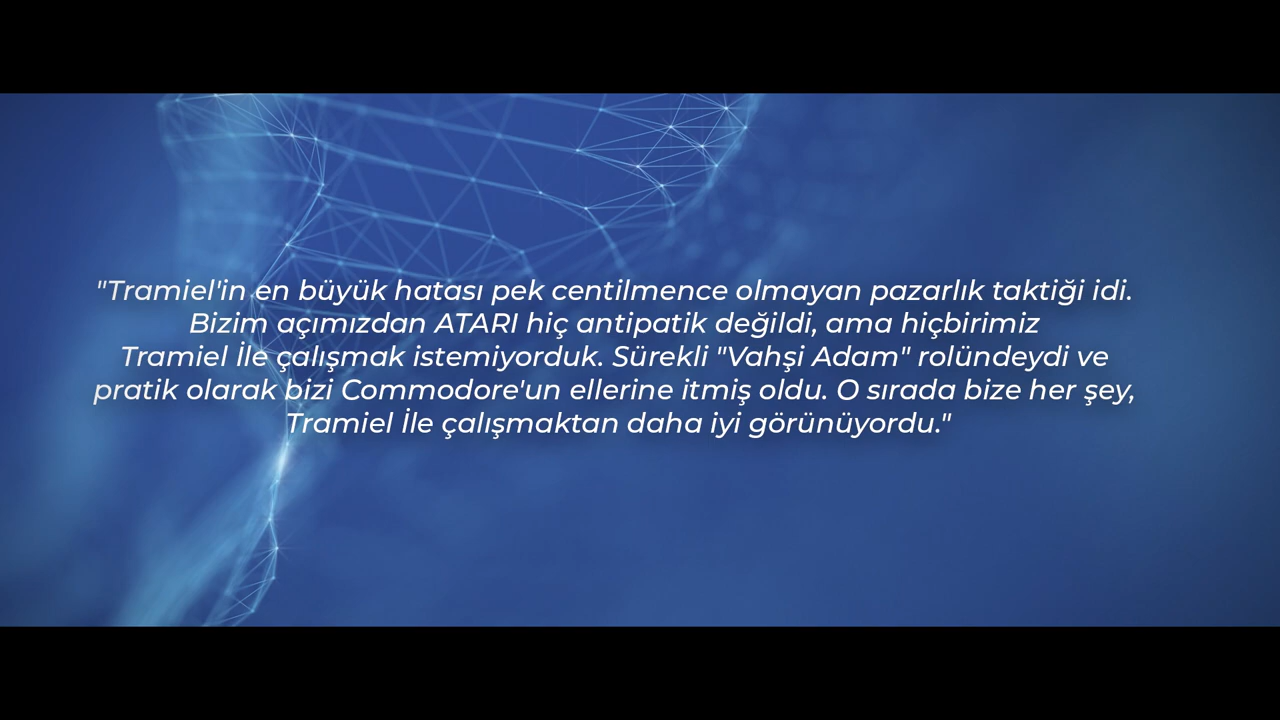 "Tramiel'in en büyük hatası pek centilmence olmayan pazarlık taktiği idi.
Bizim açımızdan ATARI hiç antipatik değildi, ama hiçbirimiz
Tramiel İle çalışmak istemiyorduk. Sürekli "Vahşi Adam" rolündeydi ve
pratik olarak bizi Commodore'un ellerine itmiş oldu. O sırada bize her şey,
Tramiel İle çalışmaktan daha iyi görünüyordu."